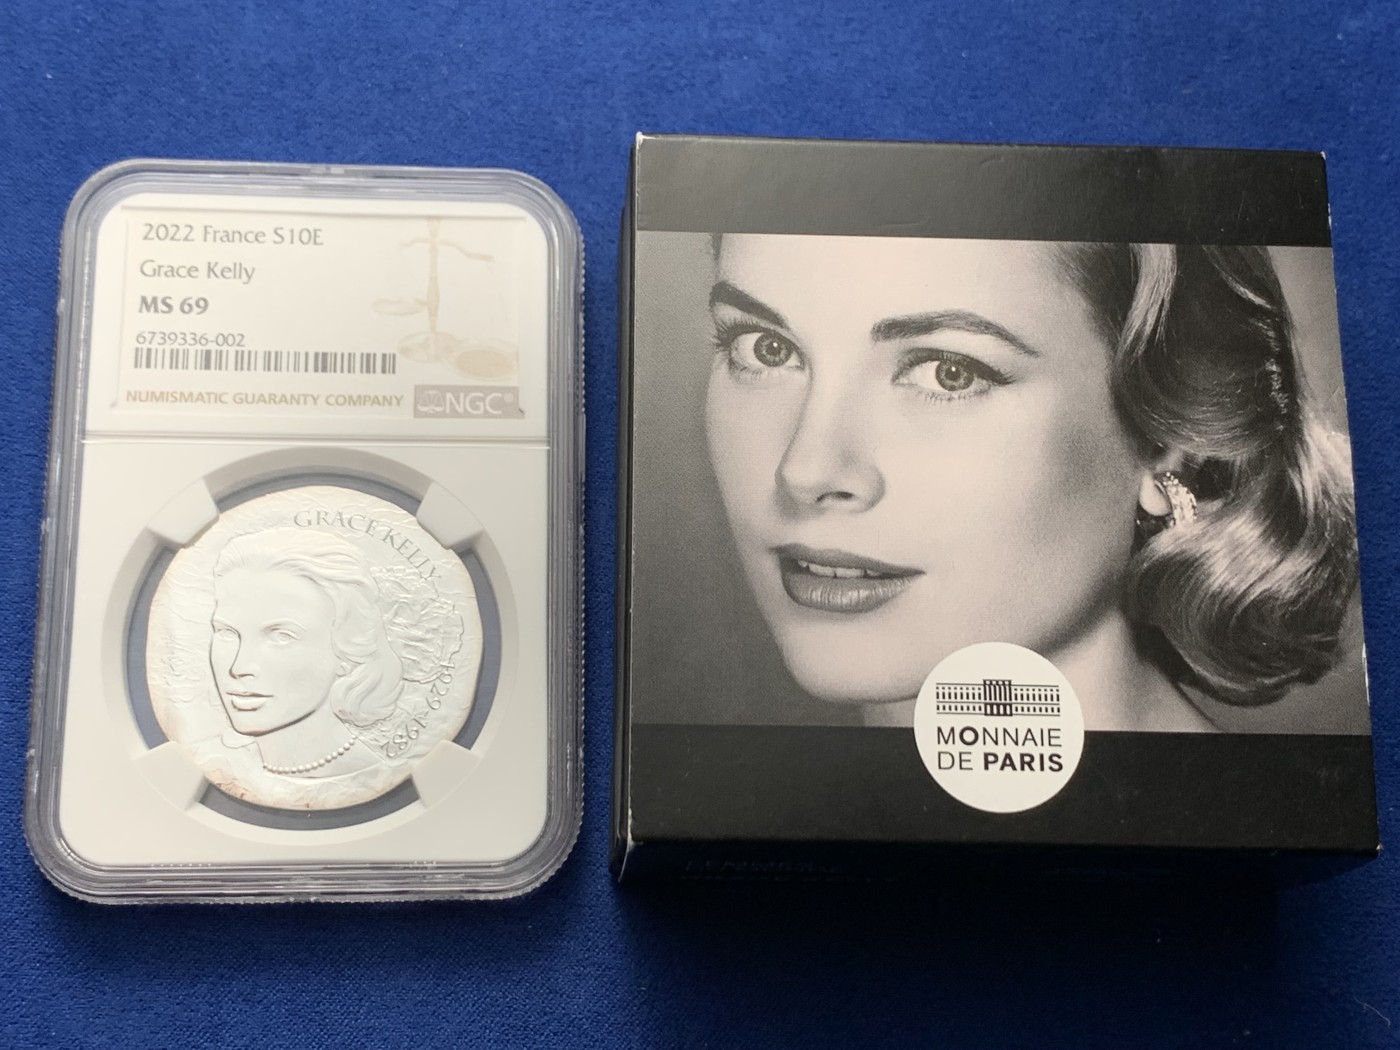 2022 France S10E
Grace Kelly
MS 69
6739336-002
NUMISMATIC GUARANTY COMPANY
NGC®
GRACE KELLY
1929-1982
MONNAIE
DE PARIS